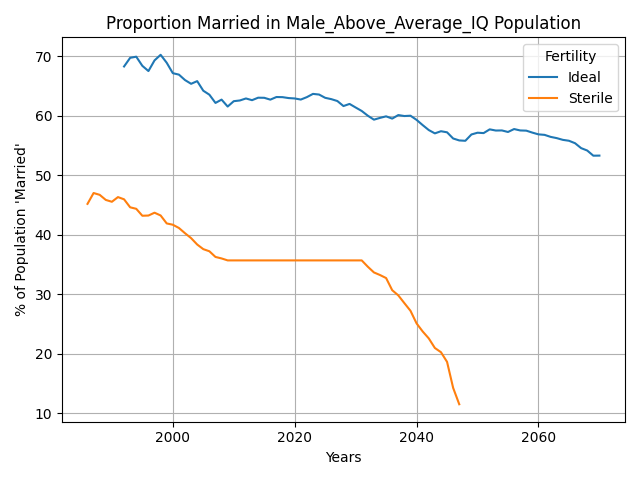 Proportion Married in Male_Above_Average_IQ Population
% of Population 'Married'
70
60
50
40
30
20
10
Fertility
Ideal
Sterile
2000 2020 2040 2060
Years